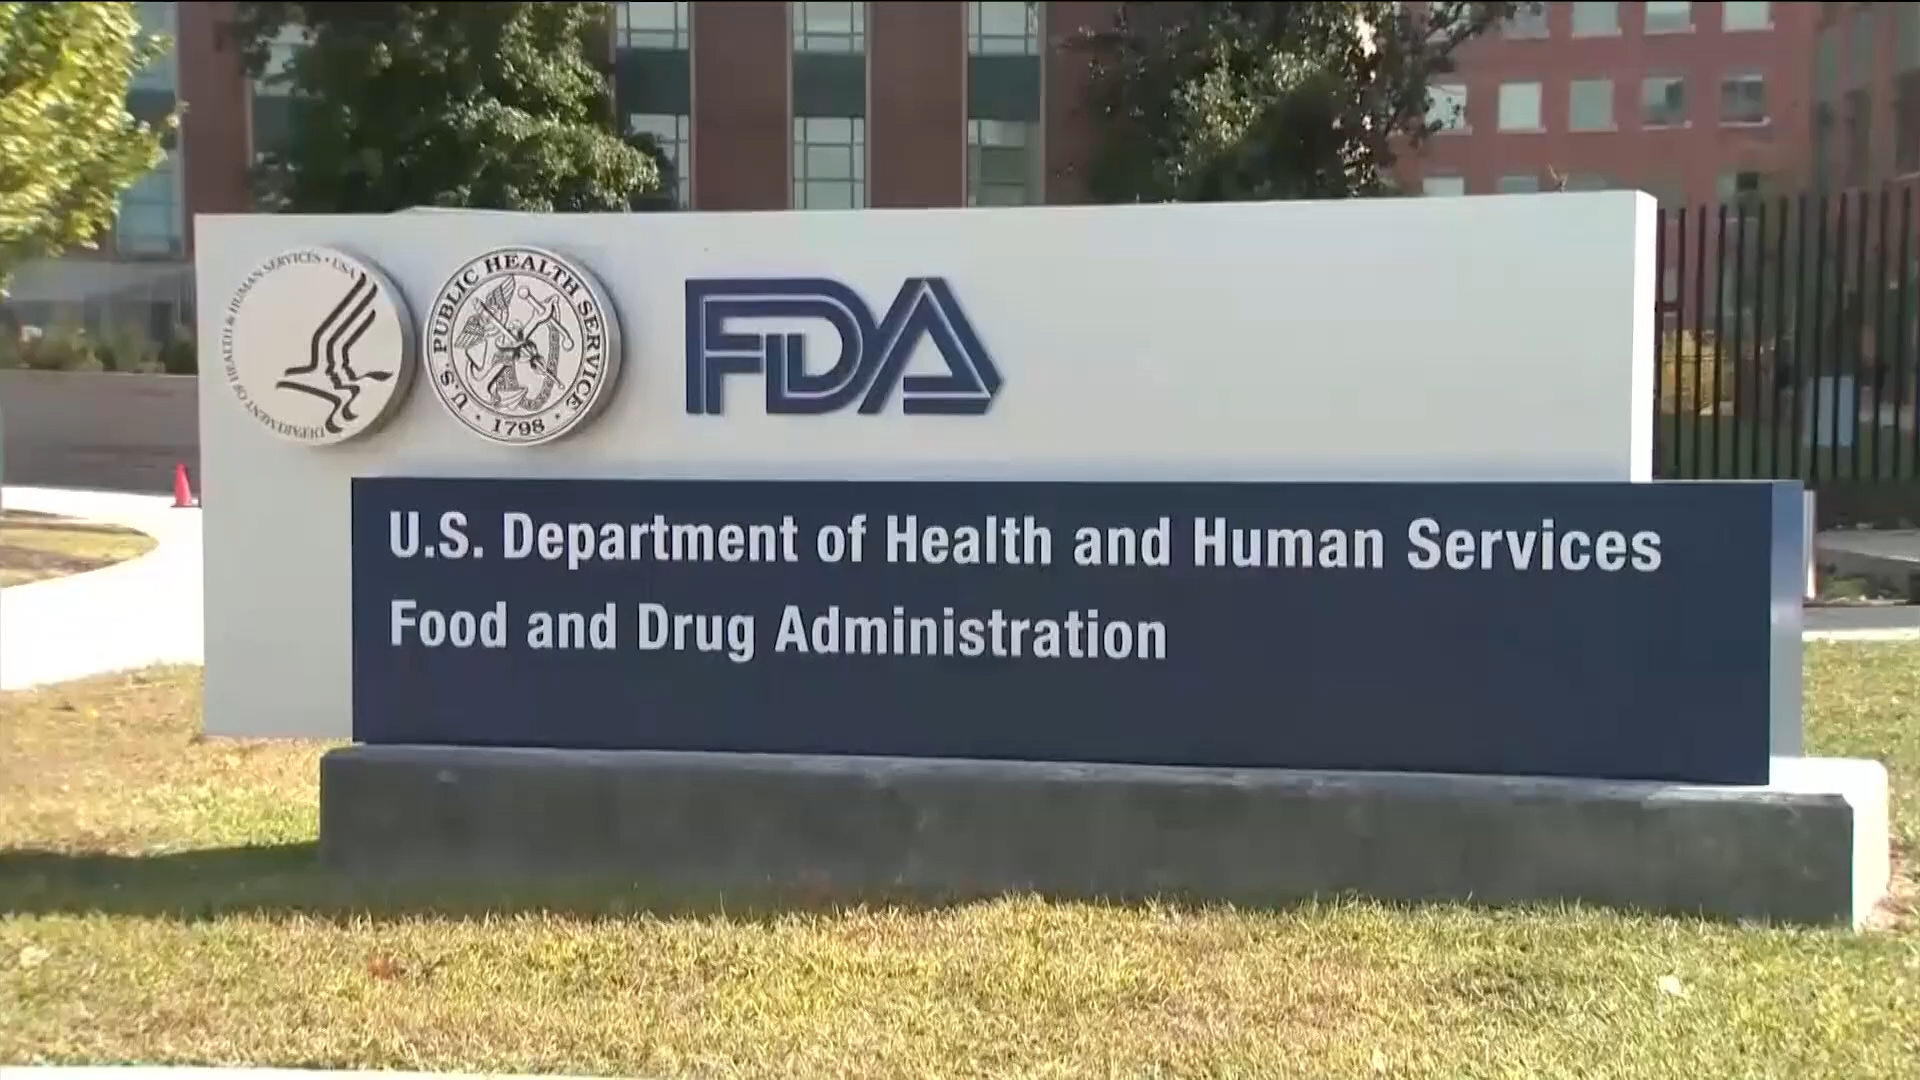 DEPARTMENT OF HEALTH & HUMAN SERVICES • USA
U.S. PUBLIC HEALTH SERVICE
• 1798 •
FDA
U.S. Department of Health and Human Services
Food and Drug Administration